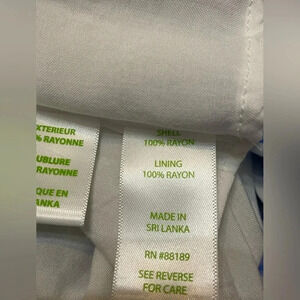 XTERIEUR
% RAYONNE
UBLURE
RAYONNE
QUE EN
ANKA
SHELL
100% RAYON
LINING
100% RAYON
MADE IN
SRI LANKA
RN #88189
SEE REVERSE
FOR CARE